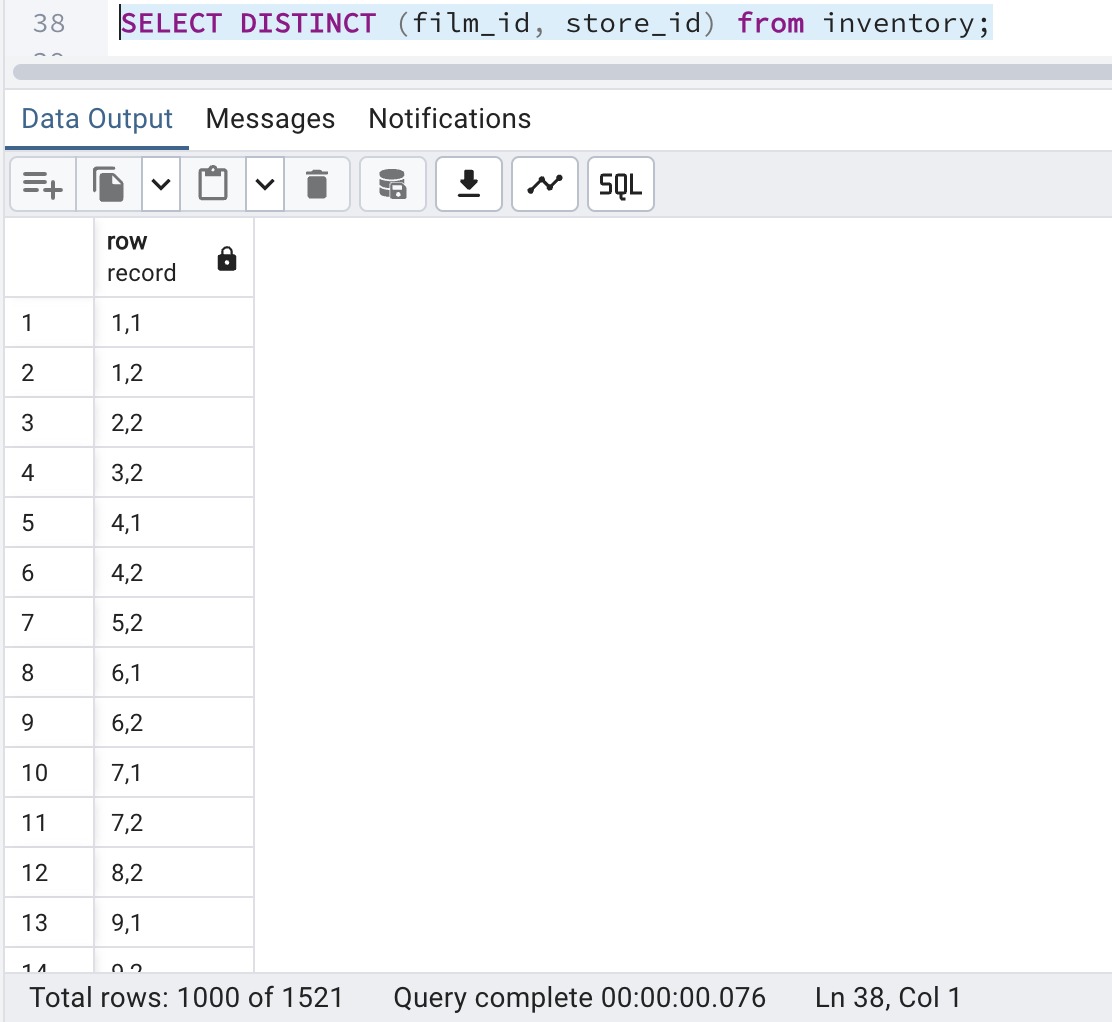 38 SELECT DISTINCT (film_id, store_id) from inventory;
Data Output Messages Notifications
SQL
row
record
1 1,1
2 1,2
3 2,2
4 3,2
5 4,1
6 4,2
7 5,2
8 6,1
9 6,2
10 7,1
11 7,2
12 8,2
13 9,1
14 9,2
Total rows: 1000 of 1521 Query complete 00:00:00.076 Ln 38, Col 1